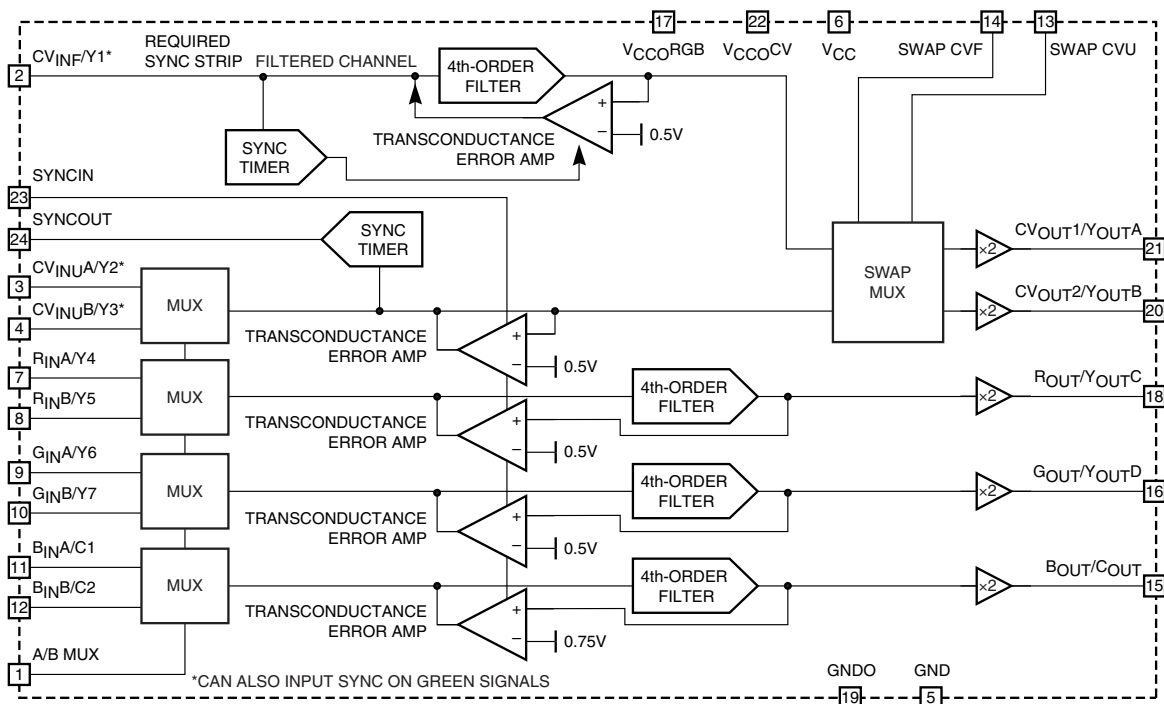 17 22 6 14 13
VCCORGB VCCOCV VCC SWAP CVF SWAP CVU
CVINF/Y1*
2
REQUIRED
SYNC STRIP
FILTERED CHANNEL
4th-ORDER
FILTER
+
−
0.5V
TRANSCONDUCTANCE
ERROR AMP
SYNC
TIMER
SYNCIN
23
SYNCOUT
24
SYNC
TIMER
CVINUA/Y2*
3
CVINUB/Y3*
4
MUX
TRANSCONDUCTANCE
ERROR AMP
+
−
0.5V
SWAP
MUX
×2
CVOUT1/YOUTA
21
×2
CVOUT2/YOUTB
20
RINA/Y4
7
RINB/Y5
8
MUX
TRANSCONDUCTANCE
ERROR AMP
+
−
0.5V
4th-ORDER
FILTER
×2
ROUT/YOUTC
18
GINA/Y6
9
GINB/Y7
10
MUX
TRANSCONDUCTANCE
ERROR AMP
+
−
0.5V
4th-ORDER
FILTER
×2
GOUT/YOUTD
16
BINA/C1
11
BINB/C2
12
MUX
TRANSCONDUCTANCE
ERROR AMP
+
−
0.75V
4th-ORDER
FILTER
×2
BOUT/COUT
15
A/B MUX
1
*CAN ALSO INPUT SYNC ON GREEN SIGNALS
GNDO GND
19 5